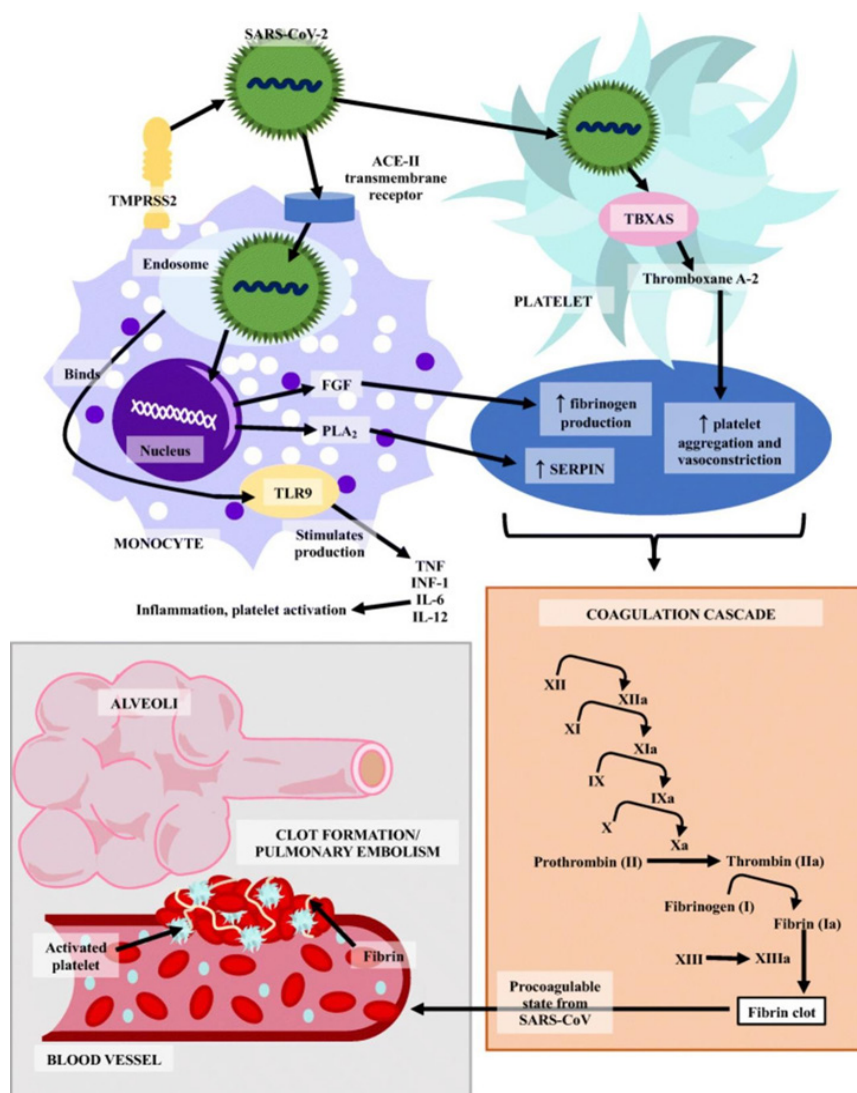 SARS-CoV-2
ACE-II
transmembrane
receptor
TMPRSS2
TBXAS
Endosome
Thromboxane A-2
PLATELET
Binds
FGF
↑ fibrinogen
production
↑ platelet
aggregation and
vasoconstriction
PLA₂
Nucleus
↑ SERPIN
TLR9
MONOCYTE
Stimulates
production
TNF
INF-1
IL-6
IL-12
Inflammation, platelet activation
COAGULATION CASCADE
XII
XIIa
XI
XIa
IX
IXa
X
Xa
Prothrombin (II)
Thrombin (IIa)
Fibrinogen (I)
Fibrin (Ia)
XIII
XIIIa
Fibrin clot
ALVEOLI
CLOT FORMATION/
PULMONARY EMBOLISM
Activated
platelet
Fibrin
Procoagulable
state from
SARS-CoV
BLOOD VESSEL